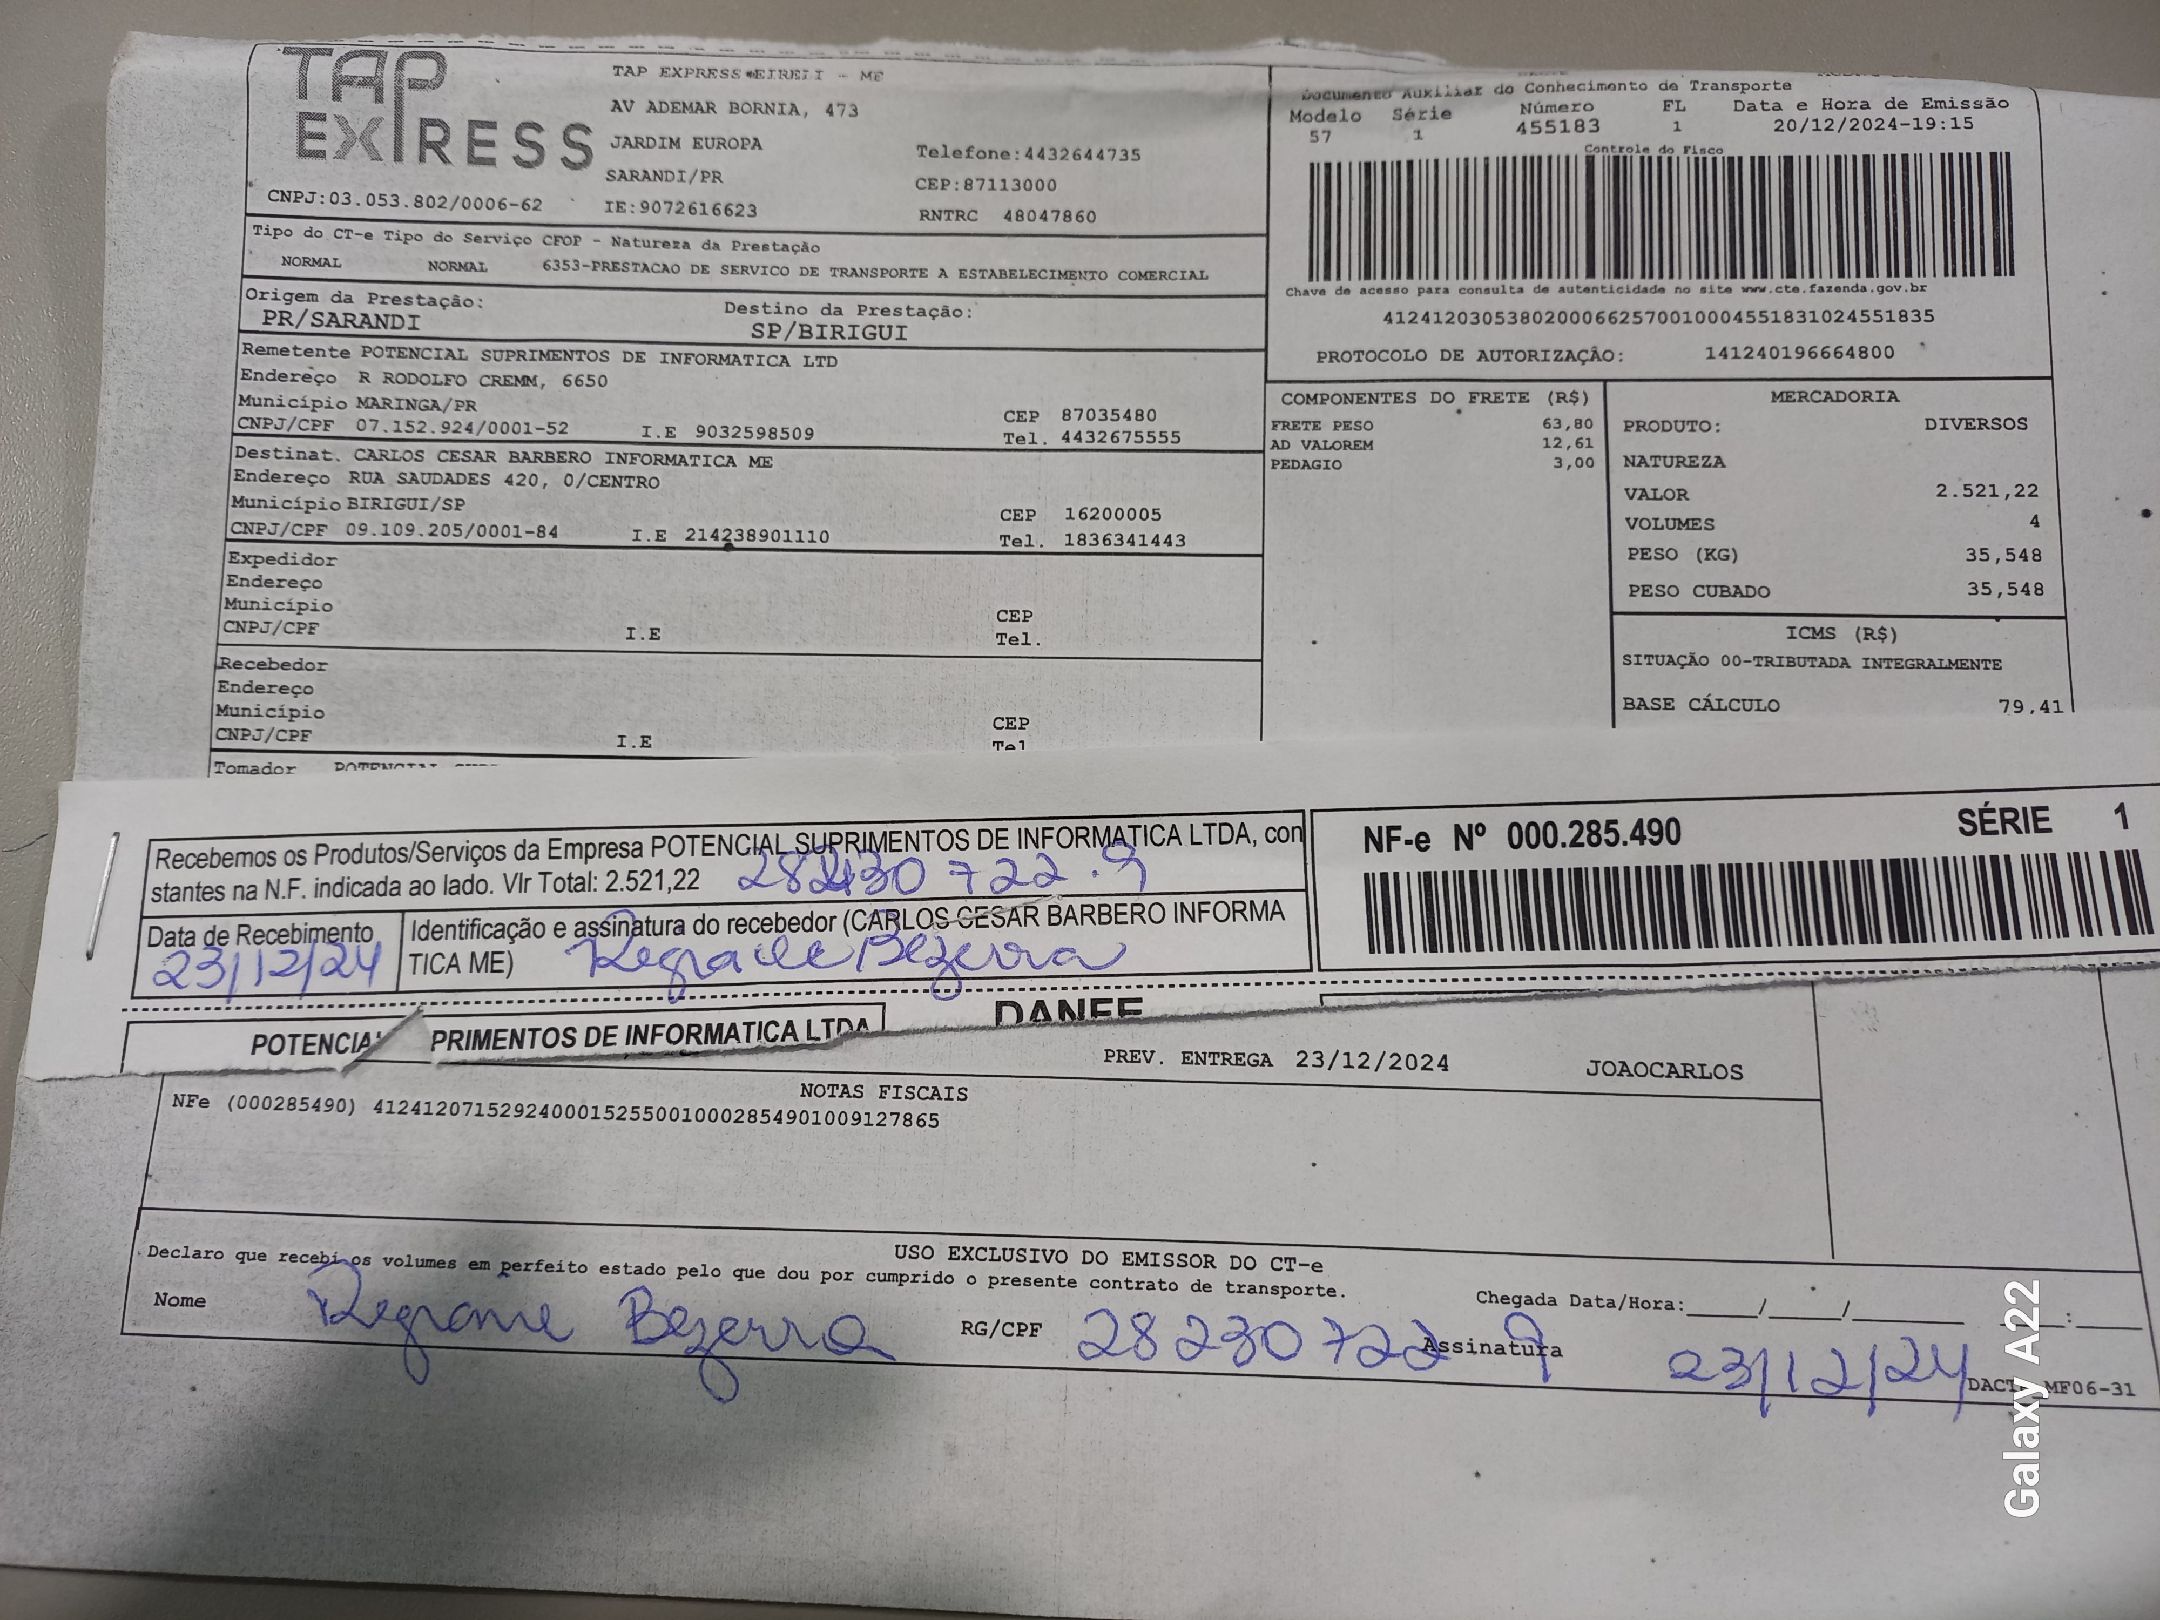 TAP EXPRESS
TAP EXPRESS EIRELI - ME
AV ADEMAR BORNIA, 473
JARDIM EUROPA
Telefone:4432644735
SARANDI/PR
CEP:87113000
CNPJ:03.053.802/0006-62
IE:9072616623
RNTRC 48047860
Documento Auxiliar do Conhecimento de Transporte
Modelo Série Número FL Data e Hora de Emissão
57 1 455183 1 20/12/2024-19:15
Controle do Fisco
Chave de acesso para consulta de autenticidade no site www.cte.fazenda.gov.br
41241203053802000662570010004551831024551835
PROTOCOLO DE AUTORIZAÇÃO: 141240196664800
Tipo do CT-e Tipo do Serviço CFOP - Natureza da Prestação
NORMAL NORMAL 6353-PRESTACAO DE SERVICO DE TRANSPORTE A ESTABELECIMENTO COMERCIAL
Origem da Prestação: Destino da Prestação:
PR/SARANDI SP/BIRIGUI
Remetente POTENCIAL SUPRIMENTOS DE INFORMATICA LTD
Endereço R RODOLFO CREMM, 6650
Município MARINGA/PR CEP 87035480
CNPJ/CPF 07.152.924/0001-52 I.E 9032598509 Tel. 4432675555
Destinat. CARLOS CESAR BARBERO INFORMATICA ME
Endereço RUA SAUDADES 420, 0/CENTRO
Município BIRIGUI/SP CEP 16200005
CNPJ/CPF 09.109.205/0001-84 I.E 214238901110 Tel. 1836341443
Expedidor
Endereço
Município CEP
CNPJ/CPF I.E Tel.
Recebedor
Endereço
Município CEP
CNPJ/CPF I.E Tel
Tomador
COMPONENTES DO FRETE (R$)
FRETE PESO 63,80
AD VALOREM 12,61
PEDAGIO 3,00
MERCADORIA
PRODUTO: DIVERSOS
NATUREZA
VALOR 2.521,22
VOLUMES 4
PESO (KG) 35,548
PESO CUBADO 35,548
ICMS (R$)
SITUAÇÃO 00-TRIBUTADA INTEGRALMENTE
BASE CÁLCULO 79,41
Recebemos os Produtos/Serviços da Empresa POTENCIAL SUPRIMENTOS DE INFORMATICA LTDA, con
stantes na N.F. indicada ao lado. Vlr Total: 2.521,22
Data de Recebimento
23/12/24
Identificação e assinatura do recebedor (CARLOS CESAR BARBERO INFORMA
TICA ME) Bezerra
NF-e Nº 000.285.490 SÉRIE 1
DANFE
POTENCIAL PRIMENTOS DE INFORMATICA LTDA
PREV. ENTREGA 23/12/2024 JOAOCARLOS
NOTAS FISCAIS
NFe (000285490) 41241207152924000152550010002854901009127865
USO EXCLUSIVO DO EMISSOR DO CT-e
Declaro que recebi os volumes em perfeito estado pelo que dou por cumprido o presente contrato de transporte.
Nome Bezerra RG/CPF 28230722 9 Assinatura 23/12/24
Chegada Data/Hora:_____/_____/_______ ____:____
DACTE MF06-31
Galaxy A22